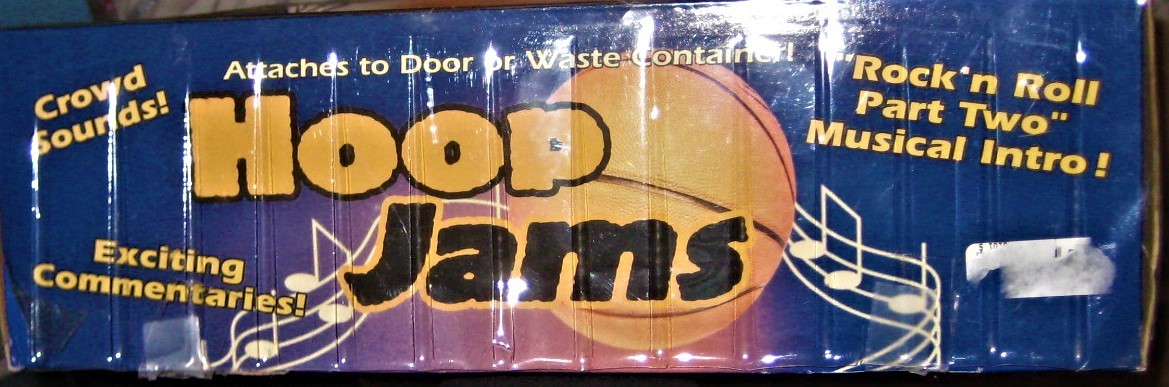 Attaches to Door or Waste Container!
Crowd
Sounds!
Hoop
Jams
"Rock'n Roll
Part Two"
Musical Intro!
Exciting
Commentaries!